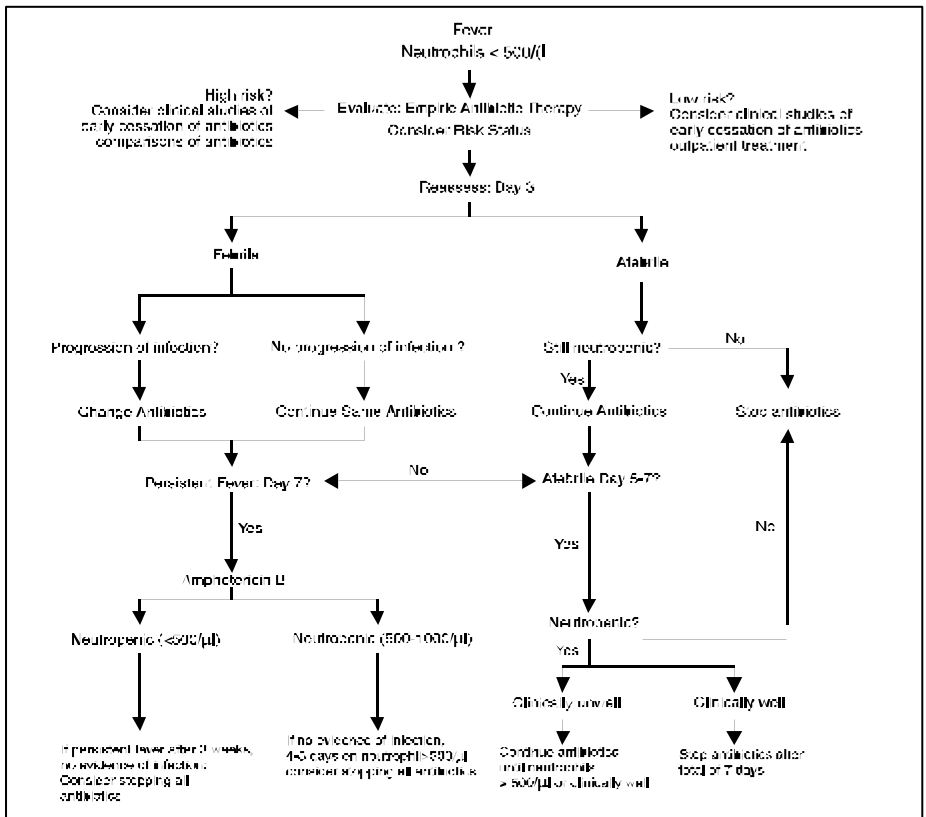 Fever
Neutrophils < 500/
High risk?
Consider clinical studies of
early cessation of antibiotics
comparisons of antibiotics
Evaluate: Empiric Antibiotic Therapy
Consider Risk Status
Low risk?
Consider clinical studies of
early cessation of antibiotics
outpatient treatment
Reassess: Day 3
Febrile
Afebrile
Progression of infection?
No progression of infection ?
Still neutropenic?
No
Yes
Change Antibiotics
Continue Same Antibiotics
Continue Antibiotics
Stop antibiotics
Persistent Fever: Day 7?
No
Afebrile Day 5-7?
No
Yes
Yes
Amphotericin B
Neutropenic (<500/µl)
Neutropenic (500-1000/µl)
Neutropenic?
Yes
Clinically unwell
Clinically well
If persistent fever after weeks,
no evidence of infection.
Consider stopping all
antibiotics
If no evidence of infection,
days neutrophil>500/µl
consider stopping all antibiotics
Continue antibiotics
until neutrophils
> 500/µl or clinically well
Stop antibiotics after
total of 7 days